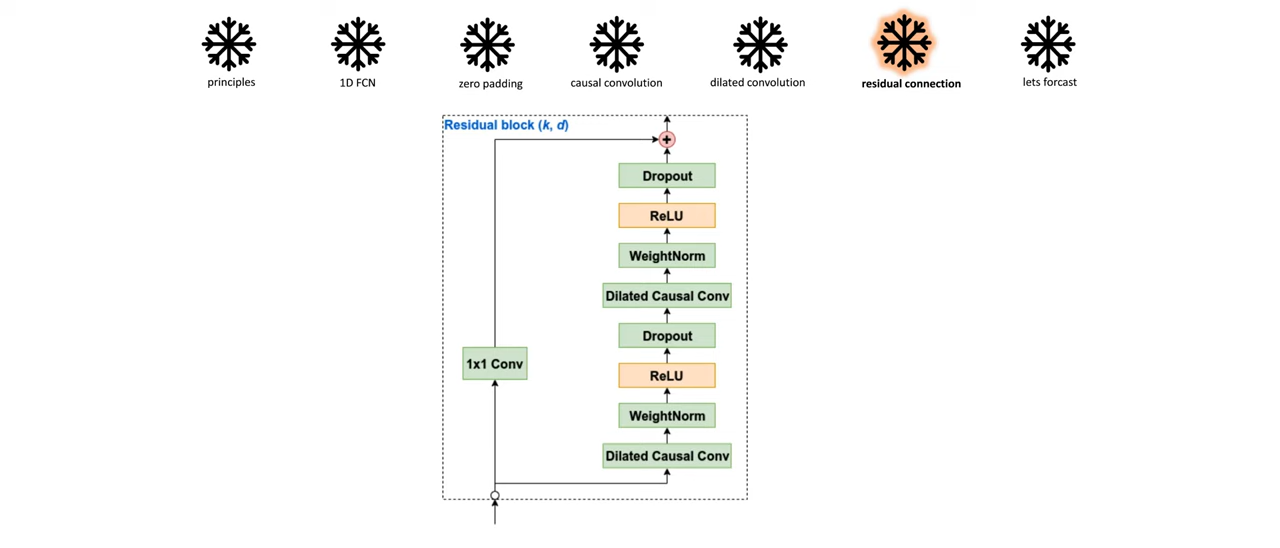 principles
1D FCN
zero padding
causal convolution
dilated convolution
residual connection
lets forcast
Residual block (k, d)
+
Dropout
ReLU
WeightNorm
Dilated Causal Conv
Dropout
1x1 Conv
ReLU
WeightNorm
Dilated Causal Conv